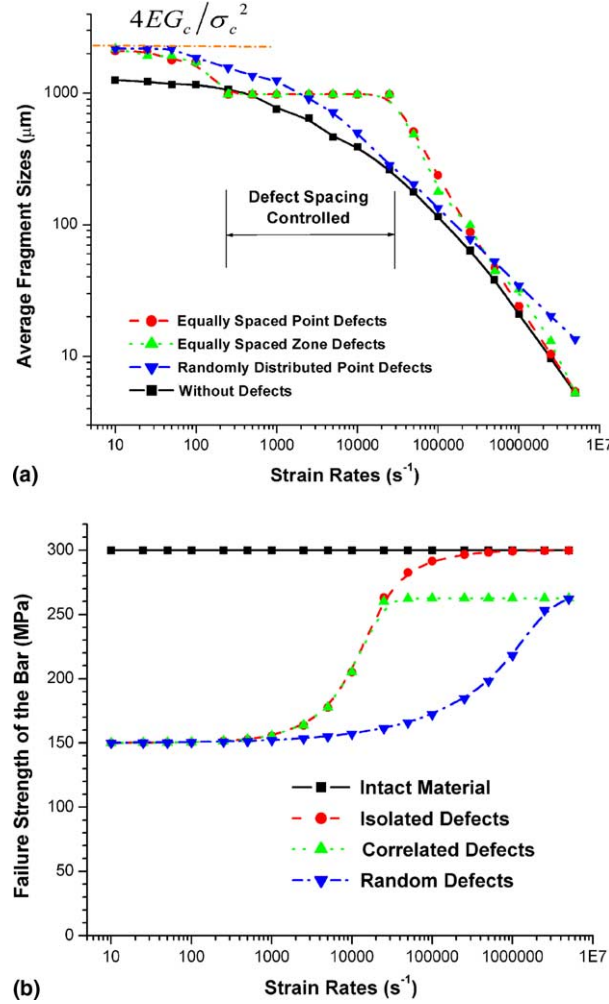 4EG_c/σ_c²
Average Fragment Sizes (μm)
1000
100
10
Defect Spacing
Controlled
Equally Spaced Point Defects
Equally Spaced Zone Defects
Randomly Distributed Point Defects
Without Defects
10 100 1000 10000 100000 1000000 1E7
Strain Rates (s⁻¹)
(a)
Failure Strength of the Bar (MPa)
300
250
200
150
100
50
0
Intact Material
Isolated Defects
Correlated Defects
Random Defects
10 100 1000 10000 100000 1000000 1E7
Strain Rates (s⁻¹)
(b)